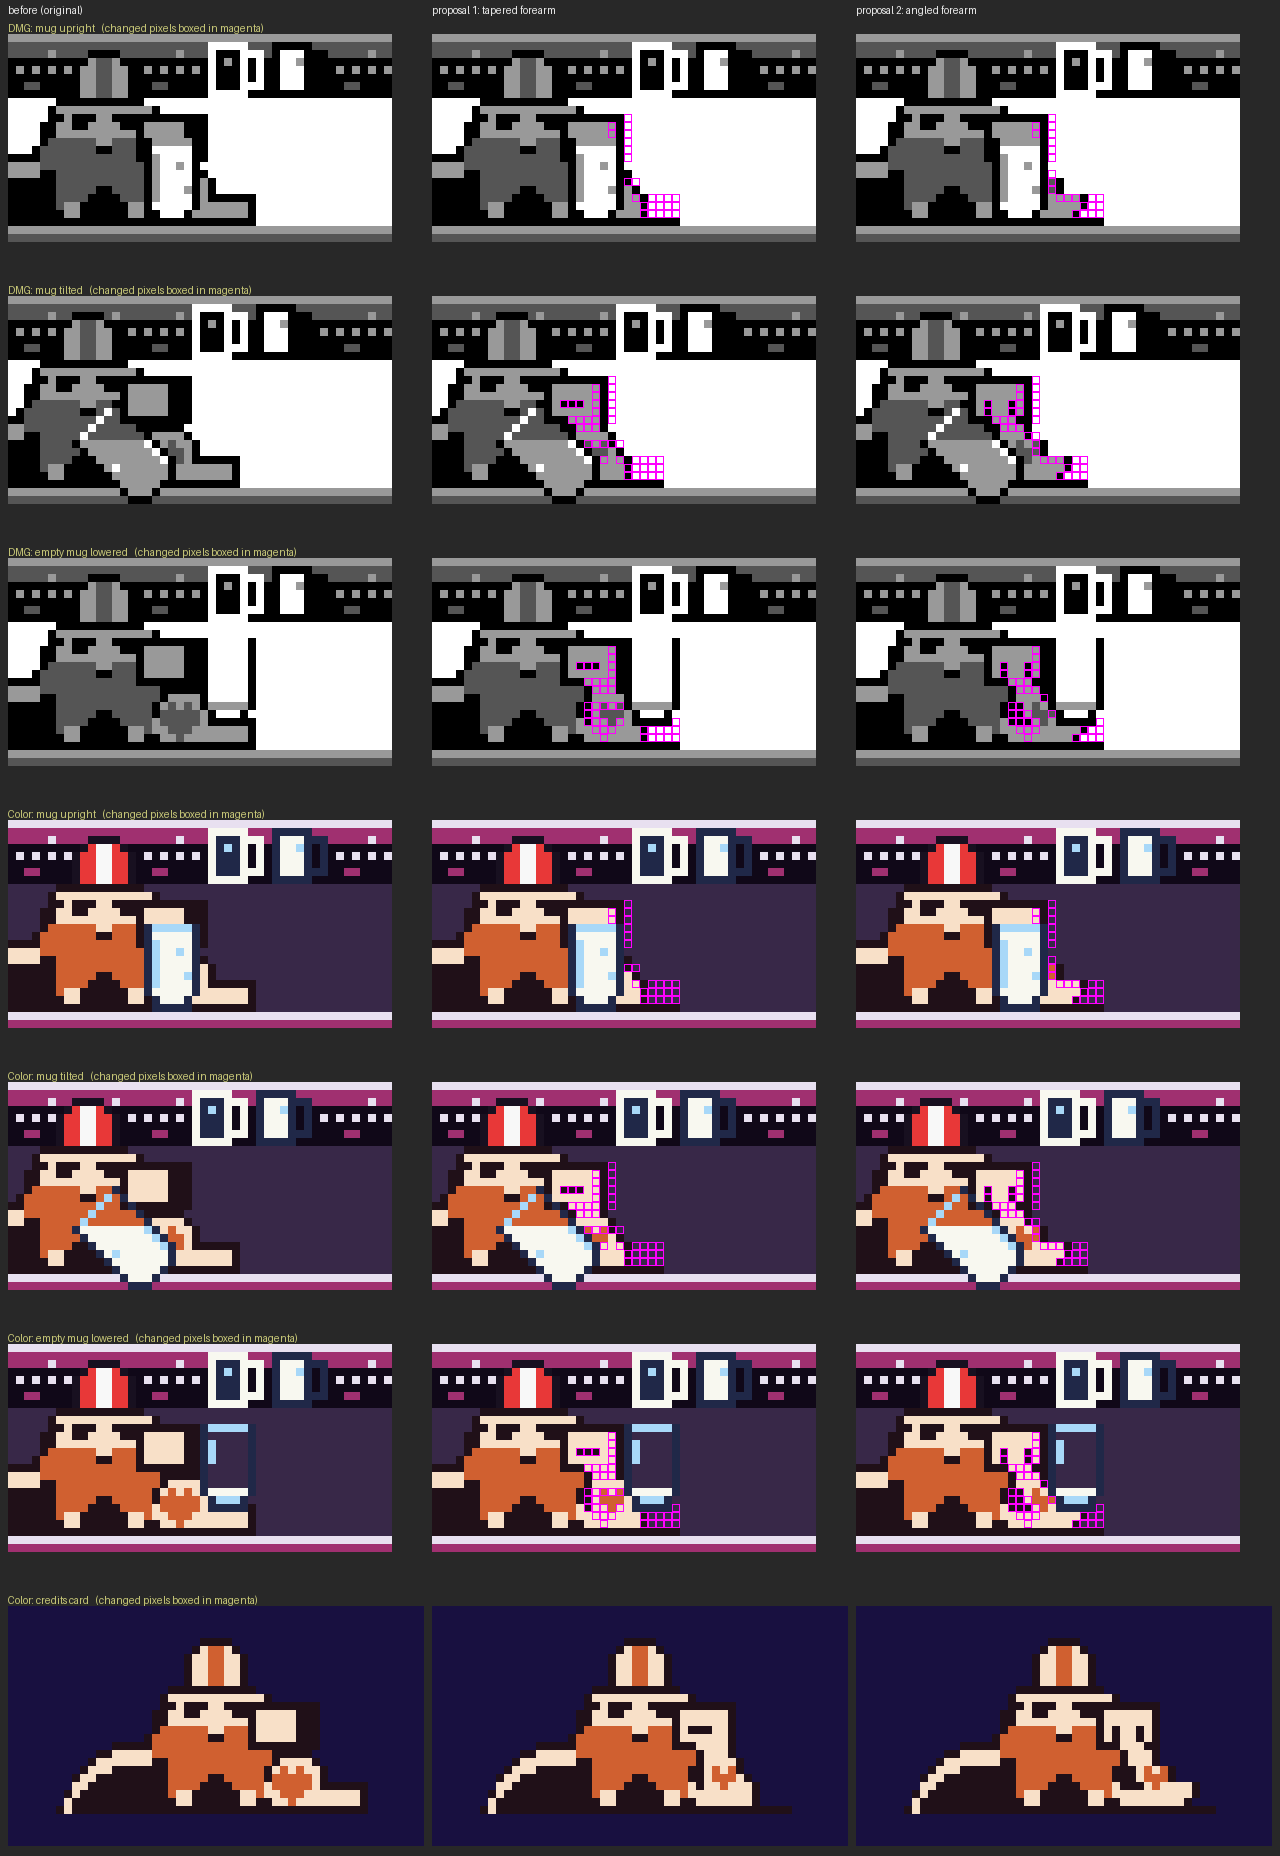 before (original)
proposal 1: tapered forearm
proposal 2: angled forearm
DMG: mug upright (changed pixels boxed in magenta)
DMG: mug tilted (changed pixels boxed in magenta)
DMG: empty mug lowered (changed pixels boxed in magenta)
Color: mug upright (changed pixels boxed in magenta)
Color: mug tilted (changed pixels boxed in magenta)
Color: empty mug lowered (changed pixels boxed in magenta)
Color: credits card (changed pixels boxed in magenta)